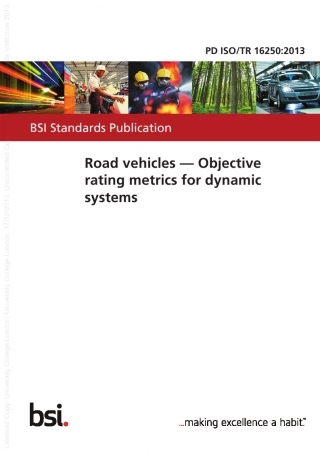 PD ISO/TR 16250:2013
BSI Standards Publication
Road vehicles — Objective
rating metrics for dynamic
systems
bsi.
...making excellence a habit.™